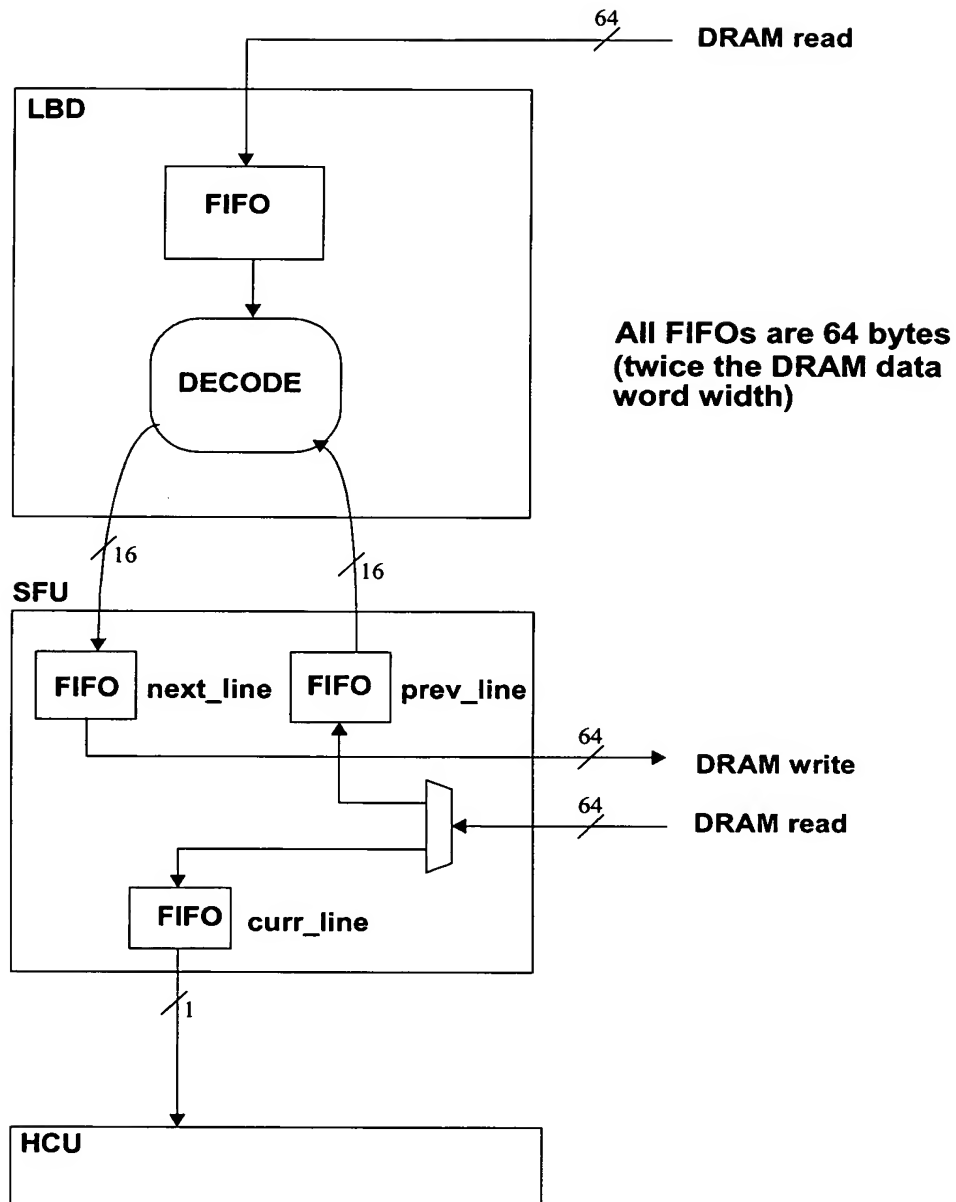 64
DRAM read
LBD
FIFO
DECODE
All FIFOs are 64 bytes
(twice the DRAM data
word width)
16
16
SFU
FIFO
next_line
FIFO
prev_line
64
DRAM write
64
DRAM read
FIFO
curr_line
1
HCU